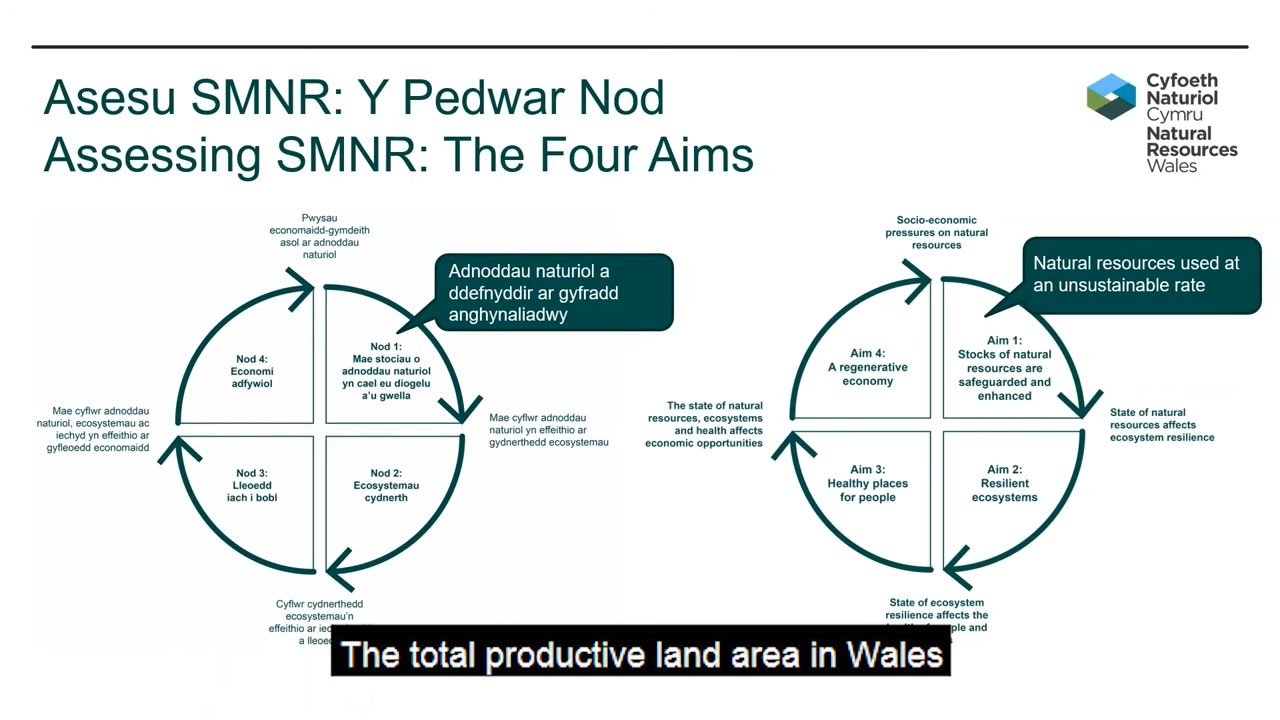 Asesu SMNR: Y Pedwar Nod
Assessing SMNR: The Four Aims
Cyfoeth
Naturiol
Cymru
Natural
Resources
Wales
Pwysau
economaidd-gymdeith
asol ar adnoddau
naturiol
Adnoddau naturiol a
ddefnyddir ar gyfradd
anghynaliadwy
Nod 4:
Economi
adfywiol
Nod 1:
Mae stociau o
adnoddau naturiol
yn cael eu diogelu
a'u gwella
Mae cyflwr adnoddau
naturiol, ecosystemau ac
iechyd yn effeithio ar
gyfleoedd economaidd
Mae cyflwr adnoddau
naturiol yn effeithio ar
gydnerthedd ecosystemau
Nod 3:
Lleoedd
iach i bobl
Nod 2:
Ecosystemau
cydnerth
Cyflwr cydnerthedd
ecosystemau'n
effeithio ar
a
Socio-economic
pressures on natural
resources
Natural resources used at
an unsustainable rate
Aim 4:
A regenerative
economy
Aim 1:
Stocks of natural
resources are
safeguarded and
enhanced
The state of natural
resources, ecosystems
and health affects
economic opportunities
State of natural
resources affects
ecosystem resilience
Aim 3:
Healthy places
for people
Aim 2:
Resilient
ecosystems
State of ecosystem
resilience affects the
and
The total productive land area in Wales